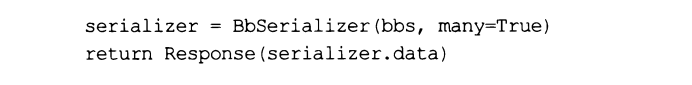 serializer = BbSerializer(bbs, many=True)
return Response(serializer.data)